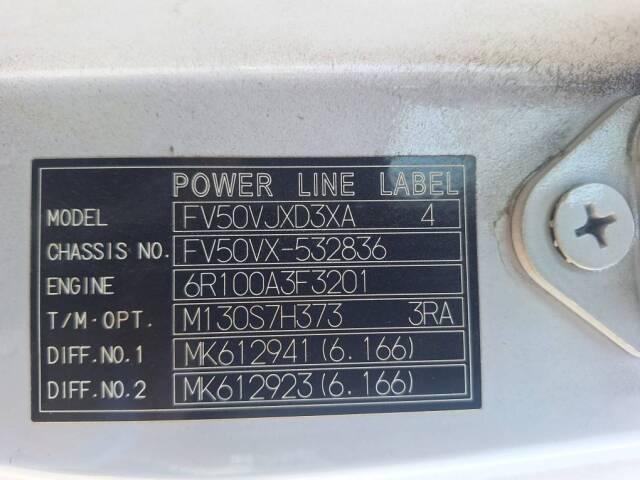 POWER LINE LABEL
MODEL FV50VJXD3XA 4
CHASSIS NO. FV50VX-532836
ENGINE 6R100A3F3201
T/M·OPT. M130S7H373 3RA
DIFF.NO.1 MK612941(6.166)
DIFF.NO.2 MK612923(6.166)